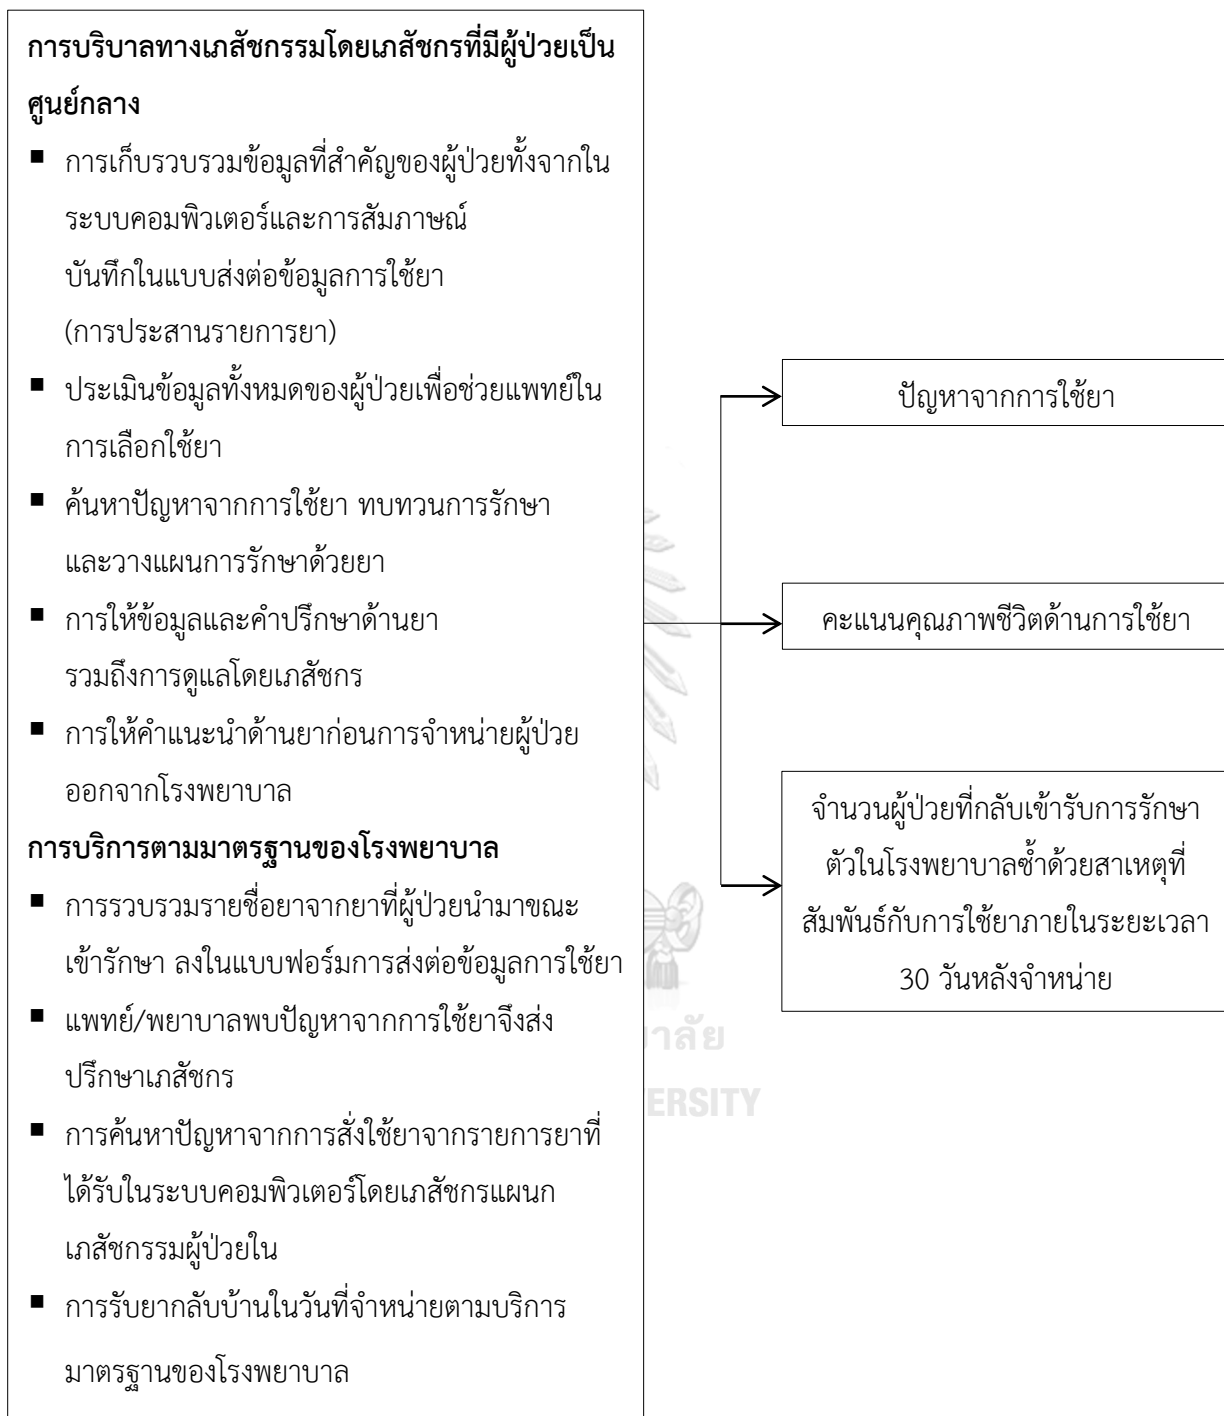 การบริบาลทางเภสัชกรรมโดยเภสัชกรที่มีผู้ป่วยเป็น
ศูนย์กลาง
▪ การเก็บรวบรวมข้อมูลที่สำคัญของผู้ป่วยทั้งจากใน
ระบบคอมพิวเตอร์และการสัมภาษณ์
บันทึกในแบบส่งต่อข้อมูลการใช้ยา
(การประสานรายการยา)
▪ ประเมินข้อมูลทั้งหมดของผู้ป่วยเพื่อช่วยแพทย์ใน
การเลือกใช้ยา
▪ ค้นหาปัญหาจากการใช้ยา ทบทวนการรักษา
และวางแผนการรักษาด้วยยา
▪ การให้ข้อมูลและคำปรึกษาด้านยา
รวมถึงการดูแลโดยเภสัชกร
▪ การให้คำแนะนำด้านยาก่อนการจำหน่ายผู้ป่วย
ออกจากโรงพยาบาล
การบริการตามมาตรฐานของโรงพยาบาล
▪ การรวบรวมรายชื่อยาจากยาที่ผู้ป่วยนำมาขณะ
เข้ารักษา ลงในแบบฟอร์มการส่งต่อข้อมูลการใช้ยา
▪ แพทย์/พยาบาลพบปัญหาจากการใช้ยาจึงส่ง
ปรึกษาเภสัชกร
▪ การค้นหาปัญหาจากการสั่งใช้ยาจากรายการยาที่
ได้รับในระบบคอมพิวเตอร์โดยเภสัชกรแผนก
เภสัชกรรมผู้ป่วยใน
▪ การรับยากลับบ้านในวันที่จำหน่ายตามบริการ
มาตรฐานของโรงพยาบาล
ปัญหาจากการใช้ยา
คะแนนคุณภาพชีวิตด้านการใช้ยา
จำนวนผู้ป่วยที่กลับเข้ารับการรักษา
ตัวในโรงพยาบาลซ้ำด้วยสาเหตุที่
สัมพันธ์กับการใช้ยาภายในระยะเวลา
30 วันหลังจำหน่าย
าลัย
ERSITY